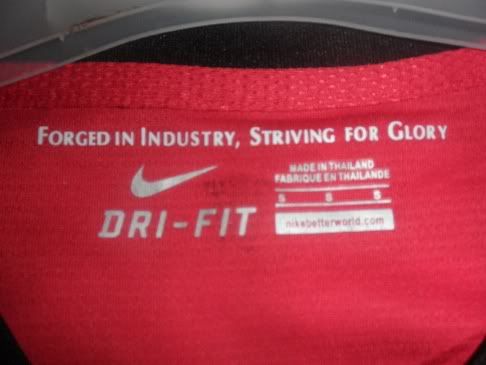 FORGED IN INDUSTRY, STRIVING FOR GLORY
MADE IN THAILAND
FABRIQUE EN THAILANDE
S S S
DRI-FIT
nikebetterworld.com